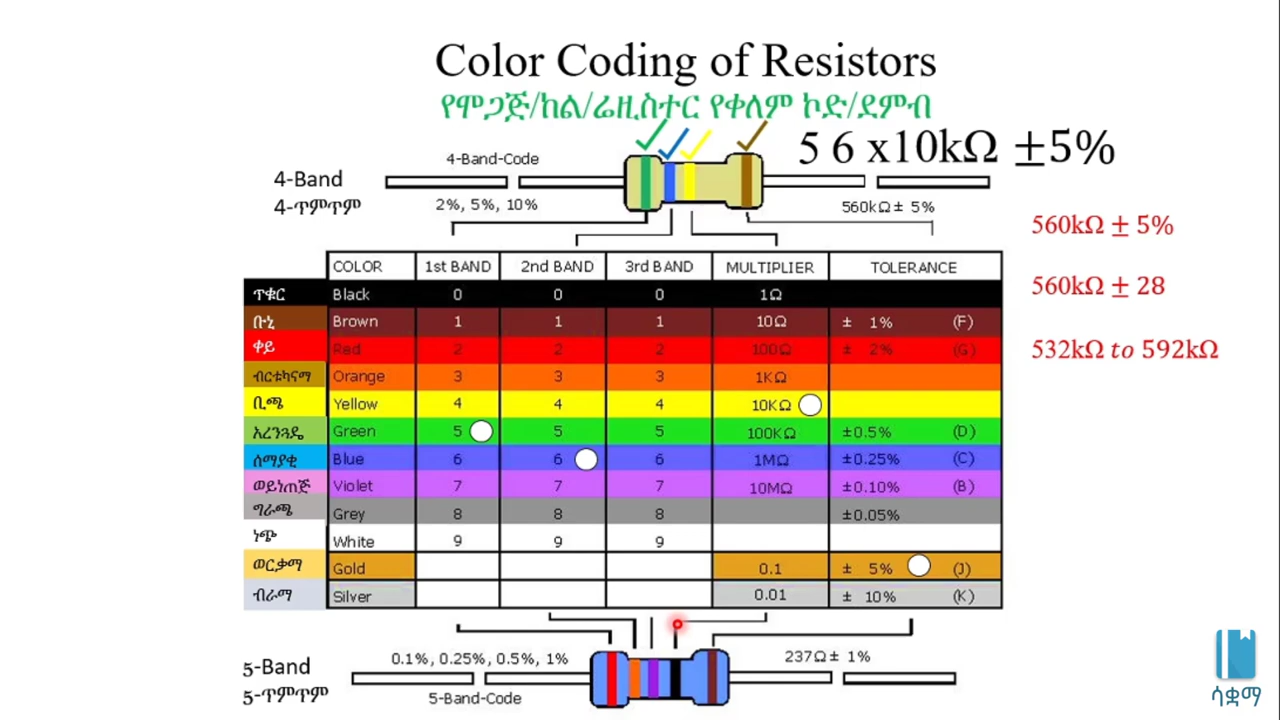 Color Coding of Resistors
የሞጋጅ/ከል/ሬዚስተር የቀለም ኮድ/ደምብ
4-Band-Code
5 6 x10kΩ ±5%
4-Band
4-ጥምጥም
2%, 5%, 10%
560kΩ ± 5%
560kΩ ± 5%
560kΩ ± 28
532kΩ to 592kΩ
COLOR 1st BAND 2nd BAND 3rd BAND MULTIPLIER TOLERANCE
ጥቁር Black 0 0 0 1Ω
ቡኒ Brown 1 1 1 10Ω ± 1% (F)
ቀይ Red 2 2 2 100Ω ± 2% (G)
ብርቱካናማ Orange 3 3 3 1KΩ
ቢጫ Yellow 4 4 4 10KΩ
አረንጓዴ Green 5 5 5 100KΩ ±0.5% (D)
ሰማያቂ Blue 6 6 6 1MΩ ±0.25% (C)
ወይነጠጅ Violet 7 7 7 10MΩ ±0.10% (B)
ግራጫ Grey 8 8 8 ±0.05%
ነጭ White 9 9 9
ወርቃማ Gold 0.1 ± 5% (J)
ብራማ Silver 0.01 ± 10% (K)
5-Band
5-ጥምጥም
0.1%, 0.25%, 0.5%, 1%
237Ω ± 1%
5-Band-Code
ሳቋማ